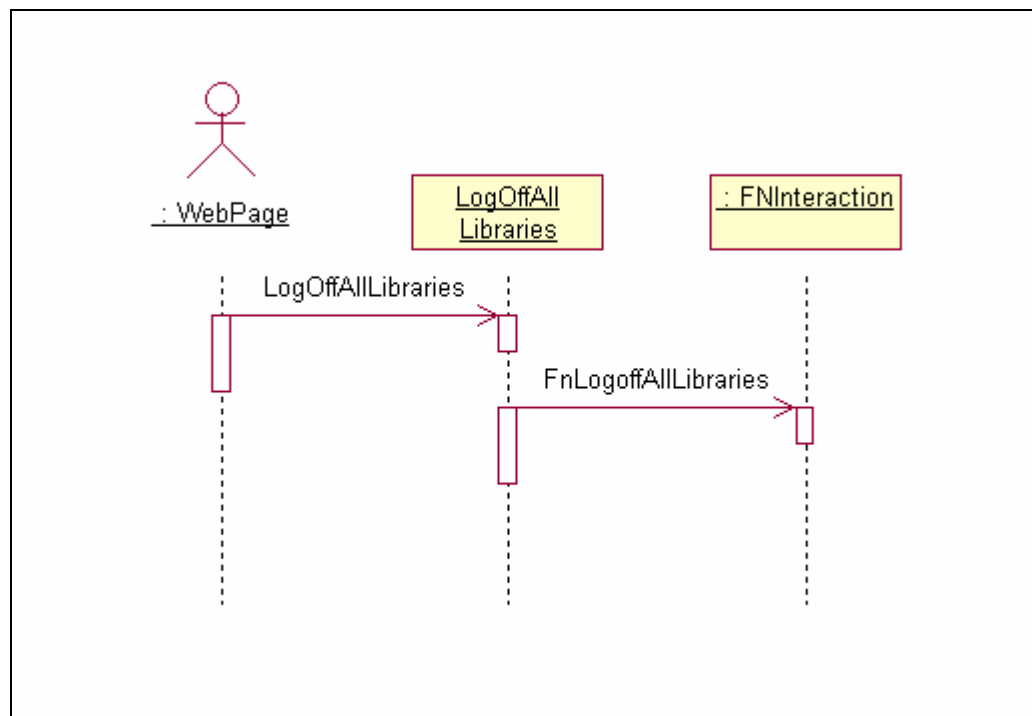 : WebPage
LogOffAll
Libraries
: FNInteraction
LogOffAllLibraries
FnLogoffAllLibraries